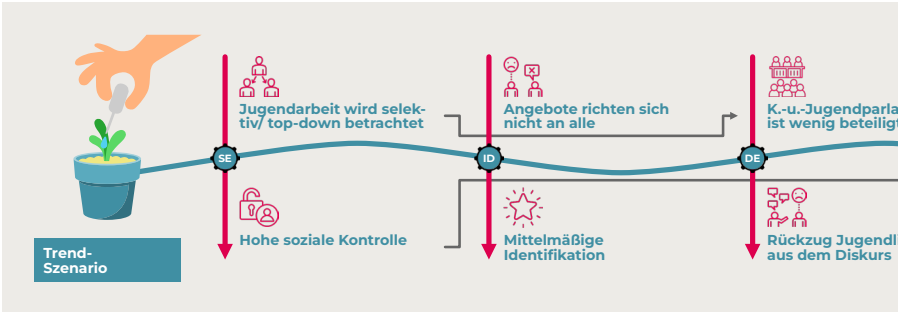 Jugendarbeit wird selek-
tiv/ top-down betrachtet
Angebote richten sich
nicht an alle
K.-u.-Jugendparla
ist wenig beteiligt
SE
ID
DE
Hohe soziale Kontrolle
Mittelmäßige
Identifikation
Rückzug Jugendl
aus dem Diskurs
Trend-
Szenario